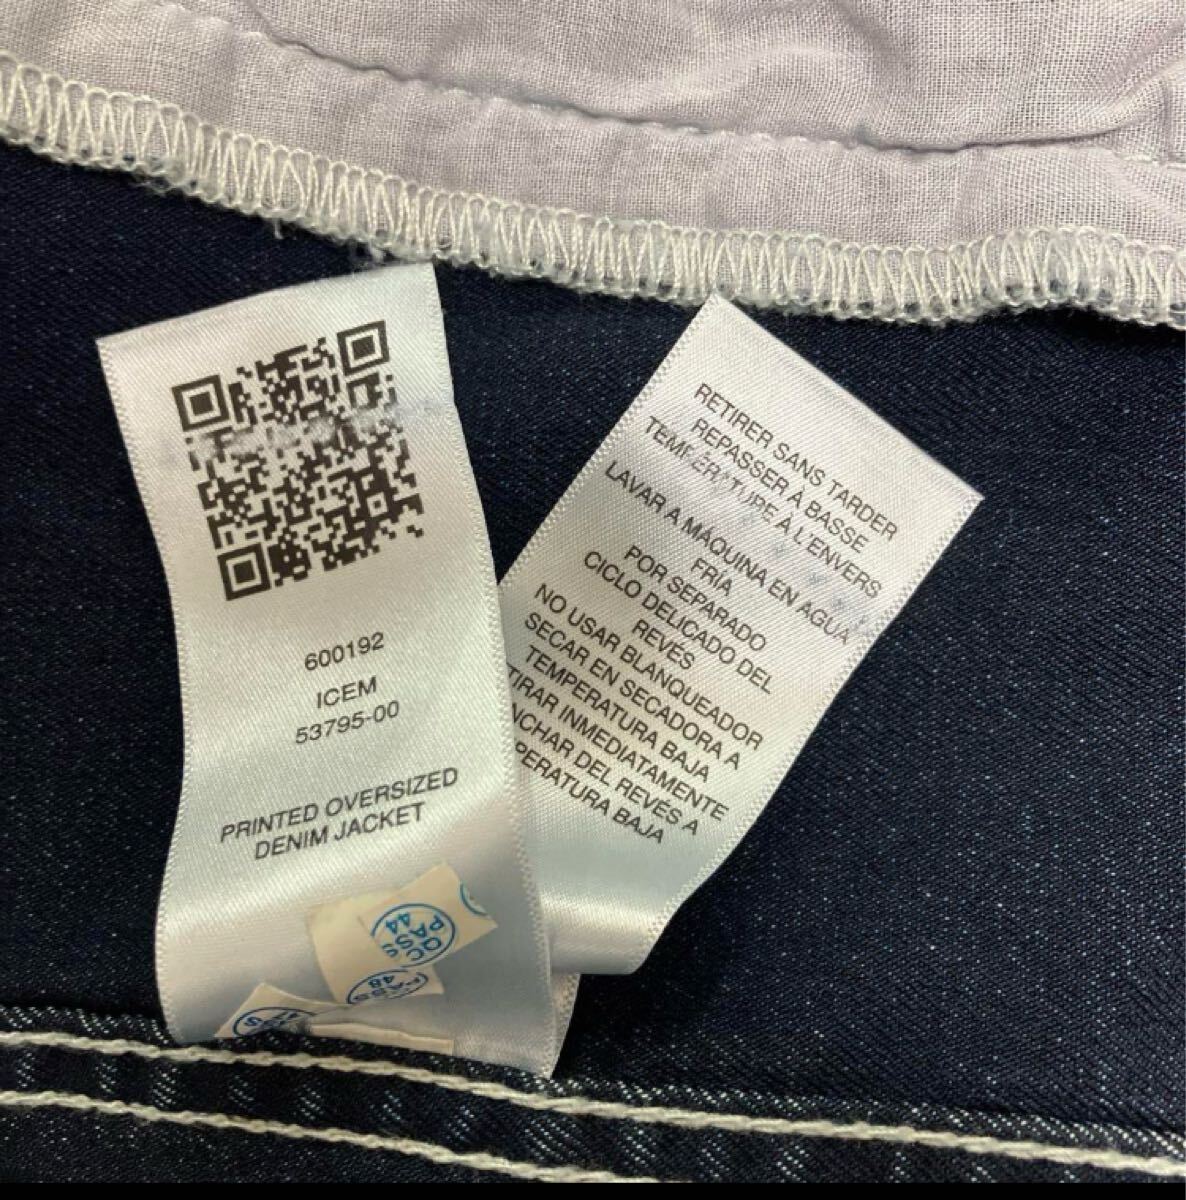 600192
ICEM
53795-00
PRINTED OVERSIZED
DENIM JACKET
QC
PASS
44
PASS
48
RETIRER SANS TARDER
REPASSER À BASSE
TEMPÉRATURE À L'ENVERS
LAVAR A MÁQUINA EN AGUA
FRÍA
POR SEPARADO
CICLO DELICADO DEL
REVÉS
NO USAR BLANQUEADOR
SECAR EN SECADORA A
TEMPERATURA BAJA
TIRAR INMEDIATAMENTE
NCHAR DEL REVÉS A
PERATURA BAJA